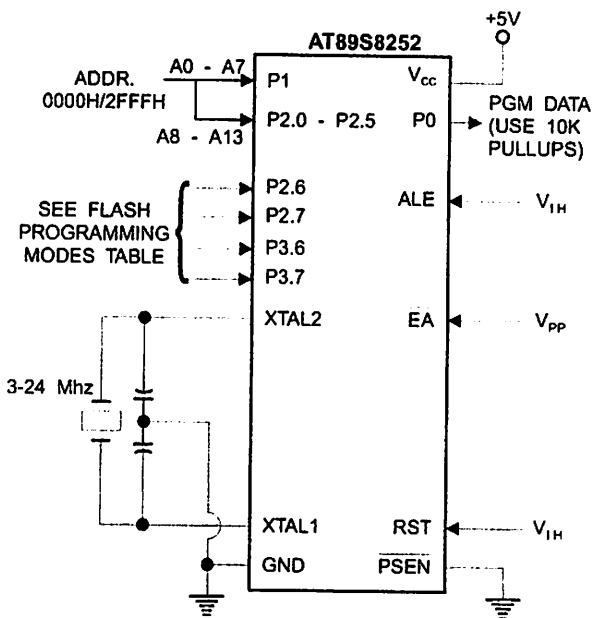 +5V
AT89S8252
ADDR.
0000H/2FFFH
A0 - A7
P1
VCC
A8 - A13
P2.0 - P2.5
P0
PGM DATA
(USE 10K
PULLUPS)
SEE FLASH
PROGRAMMING
MODES TABLE
P2.6
P2.7
P3.6
P3.7
ALE
VIH
XTAL2
EA
VPP
3-24 Mhz
XTAL1
RST
VIH
GND
PSEN